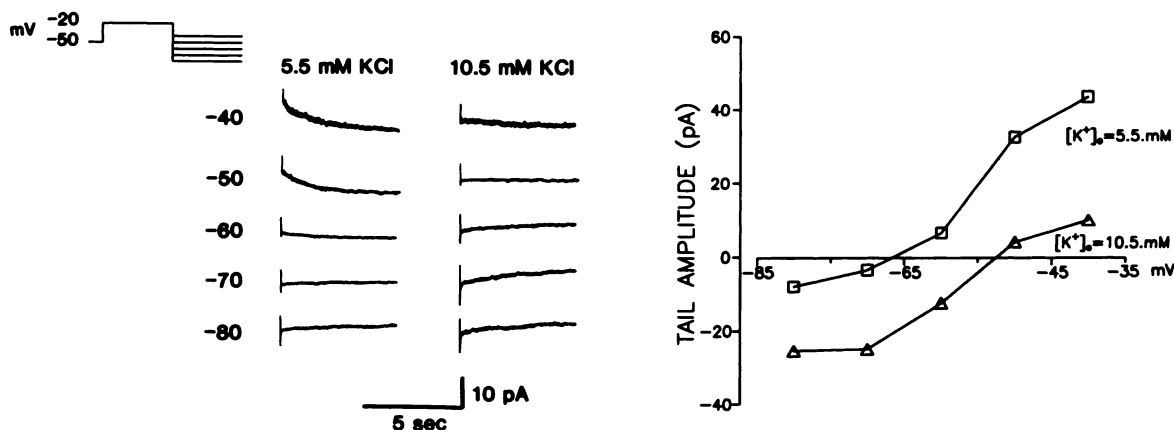 mV -20
-50
5.5 mM KCl 10.5 mM KCl
-40
-50
-60
-70
-80
10 pA
5 sec
TAIL AMPLITUDE (pA)
60
40
20
0
-20
-40
-85 -65 -45 -35 mV
[K+]o=5.5.mM
[K+]o=10.5.mM